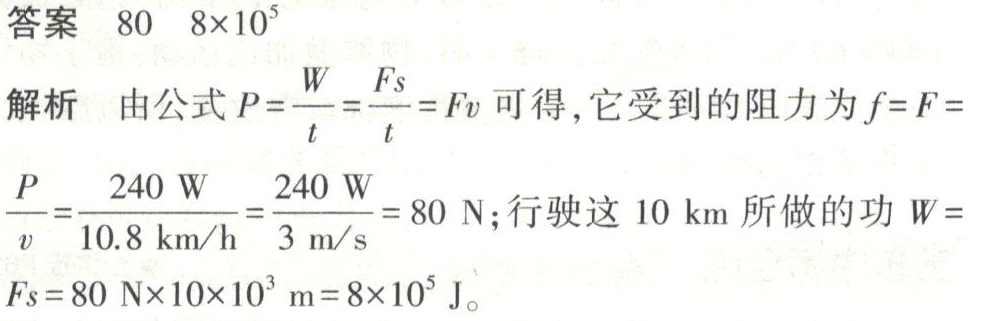 答案 80 8×10⁵
解析 由公式 P=W/t=Fs/t=Fv 可得,它受到的阻力为 f=F=
P/v=240 W/10.8 km/h=240 W/3 m/s=80 N;行驶这 10 km 所做的功 W=
Fs=80 N×10×10³ m=8×10⁵ J。